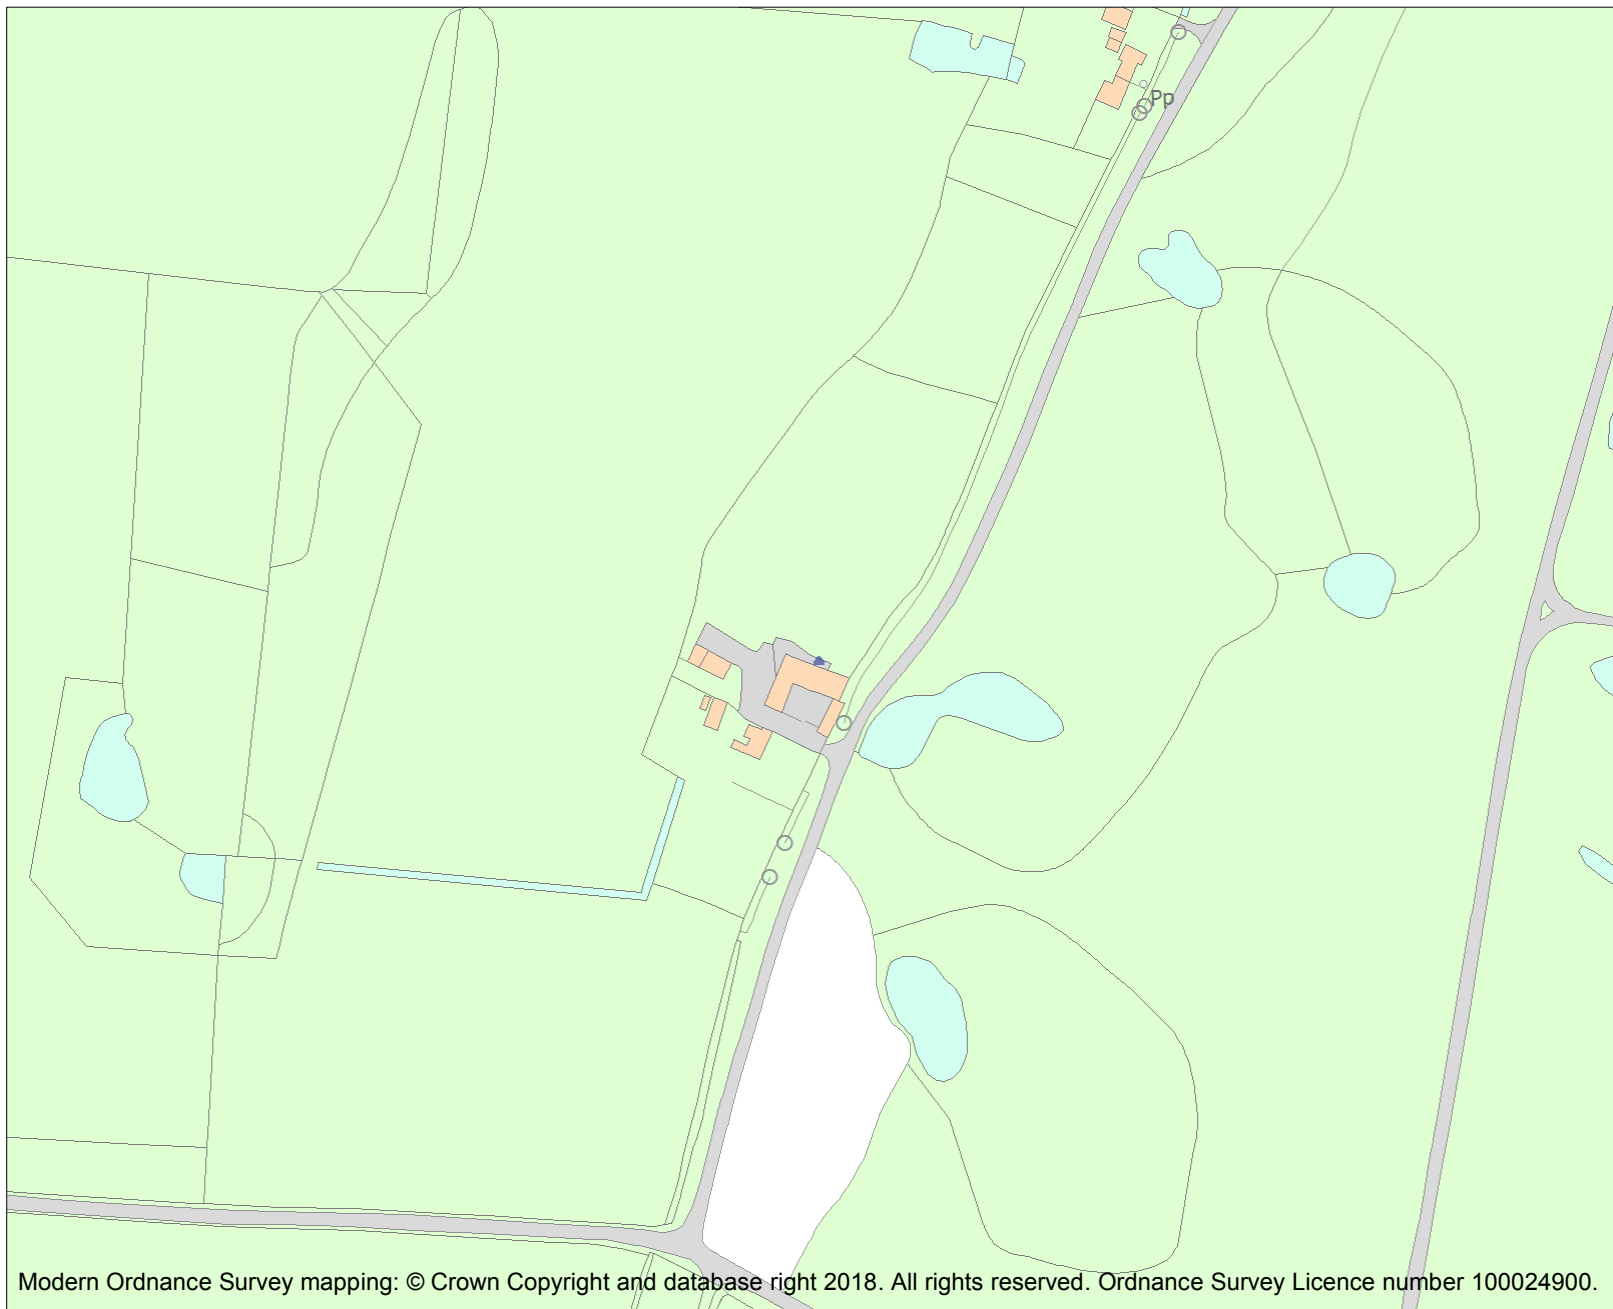 Pp
Modern Ordnance Survey mapping: © Crown Copyright and database right 2018. All rights reserved. Ordnance Survey Licence number 100024900.